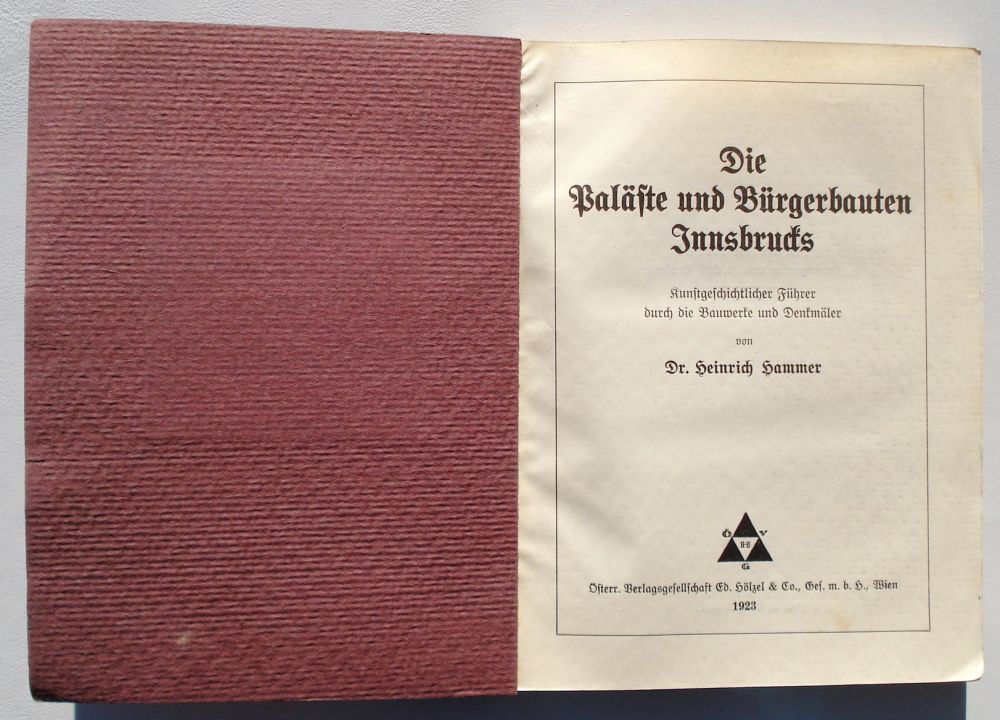 Die
Paläſte und Bürgerbauten
Innsbrucks
Kunſtgeſchichtlicher Führer
durch die Bauwerke und Denkmäler
von
Dr. Heinrich Hammer
Ö V
H
G
Öſterr. Verlagsgeſellſchaft Ed. Hölzel & Co., Geſ. m. b. H., Wien
1923